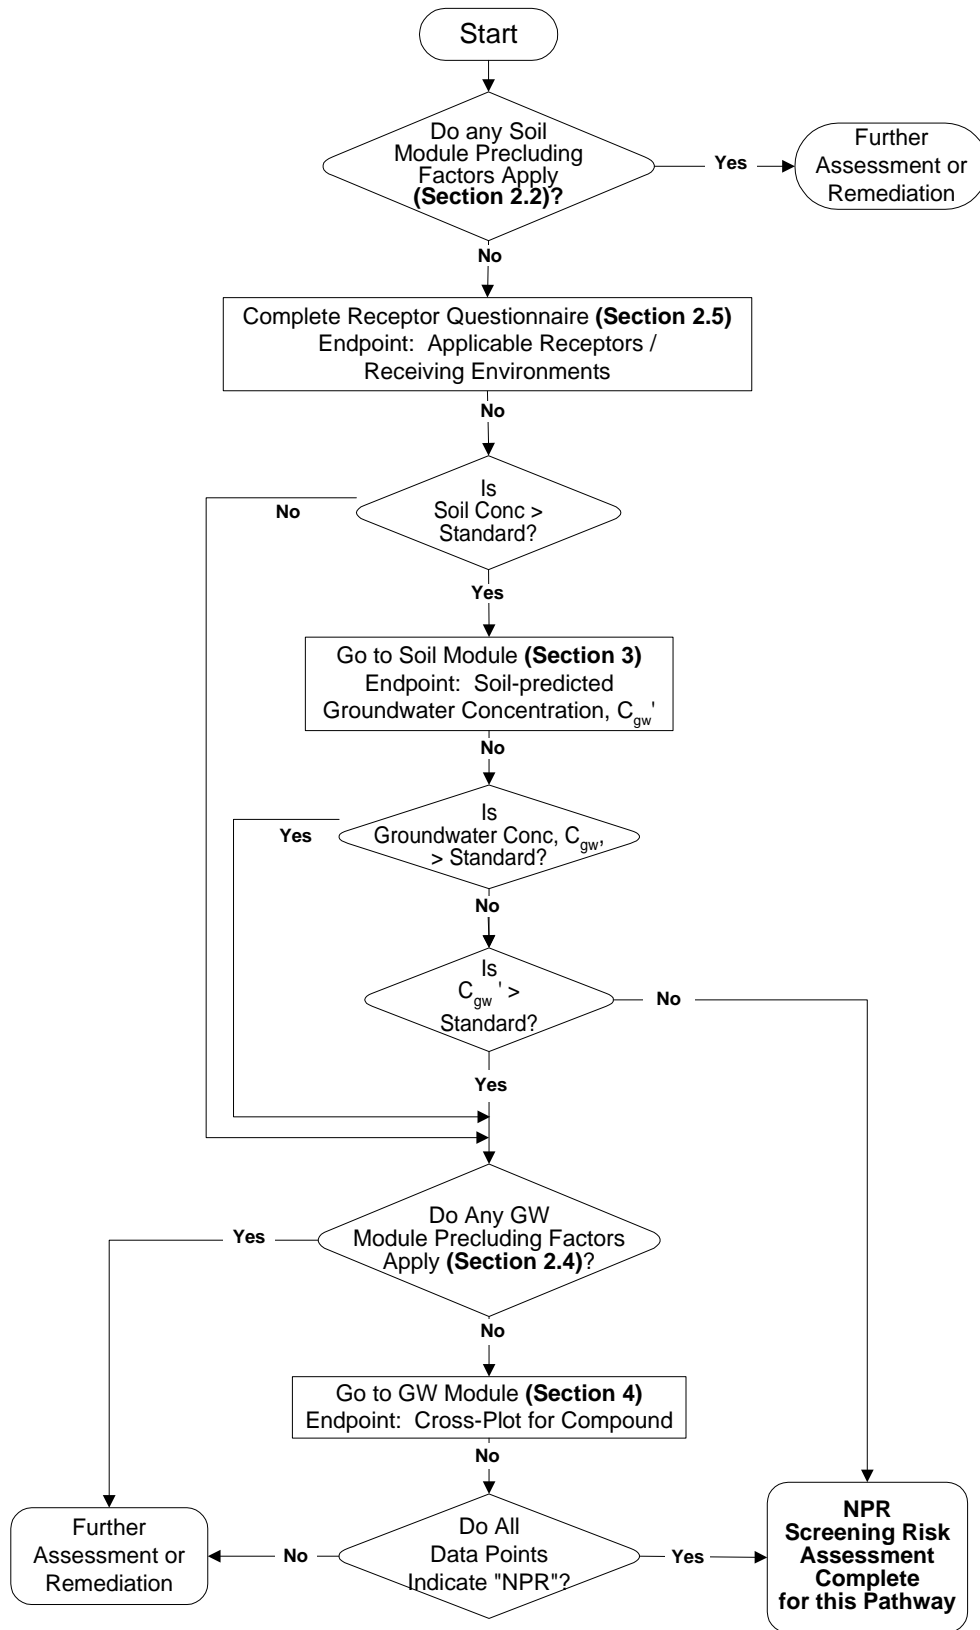 Start
Do any Soil
Module Precluding
Factors Apply
(Section 2.2)?
Yes
Further
Assessment or
Remediation
No
Complete Receptor Questionnaire (Section 2.5)
Endpoint: Applicable Receptors /
Receiving Environments
No
Is
Soil Conc >
Standard?
No
Yes
Go to Soil Module (Section 3)
Endpoint: Soil-predicted
Groundwater Concentration, Cgw'
No
Is
Groundwater Conc, Cgw,
> Standard?
Yes
No
Is
Cgw' >
Standard?
No
Yes
Do Any GW
Module Precluding Factors
Apply (Section 2.4)?
Yes
No
Go to GW Module (Section 4)
Endpoint: Cross-Plot for Compound
No
Do All
Data Points
Indicate "NPR"?
No
Yes
Further
Assessment or
Remediation
NPR
Screening Risk
Assessment
Complete
for this Pathway